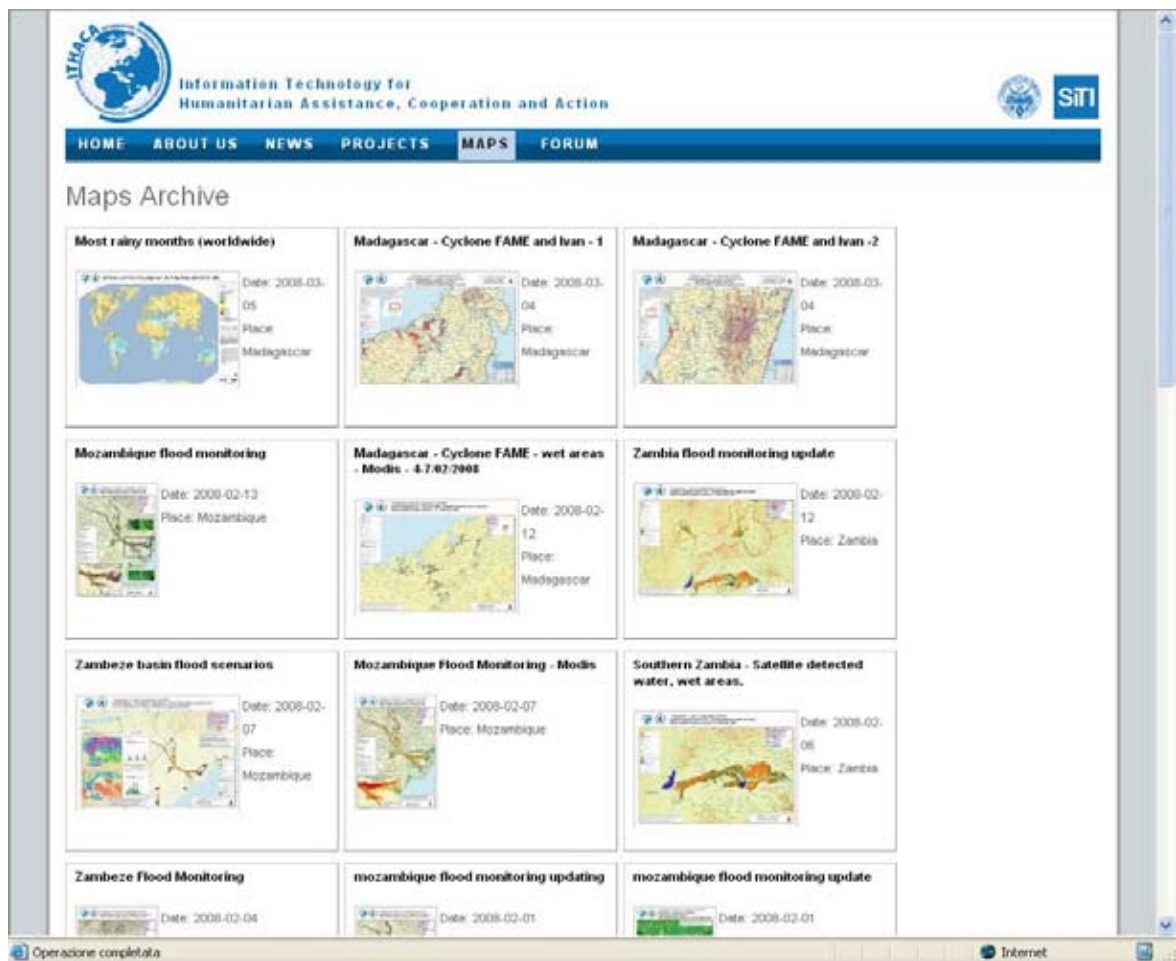 ITHACA
Information Technology for
Humanitarian Assistance, Cooperation and Action
SiTI
HOME ABOUT US NEWS PROJECTS MAPS FORUM
Maps Archive
Most rainy months (worldwide)
Date: 2008-03-
05
Place:
Madagascar
Madagascar - Cyclone FAME and Ivan - 1
Date: 2008-03-
04
Place:
Madagascar
Madagascar - Cyclone FAME and Ivan -2
Date: 2008-03-
04
Place:
Madagascar
Mozambique flood monitoring
Date: 2008-02-13
Place: Mozambique
Madagascar - Cyclone FAME - wet areas
- Modis - 4-7/02/2008
Date: 2008-02-
12
Place:
Madagascar
Zambia flood monitoring update
Date: 2008-02-
12
Place: Zambia
Zambeze basin flood scenarios
Date: 2008-02-
07
Place:
Mozambique
Mozambique Flood Monitoring - Modis
Date: 2008-02-07
Place: Mozambique
Southern Zambia - Satellite detected
water, wet areas.
Date: 2008-02-
06
Place: Zambia
Zambeze Flood Monitoring
Date: 2008-02-04
mozambique flood monitoring updating
Date: 2008-02-01
mozambique flood monitoring update
Date: 2008-02-01
Operazione completata
Internet